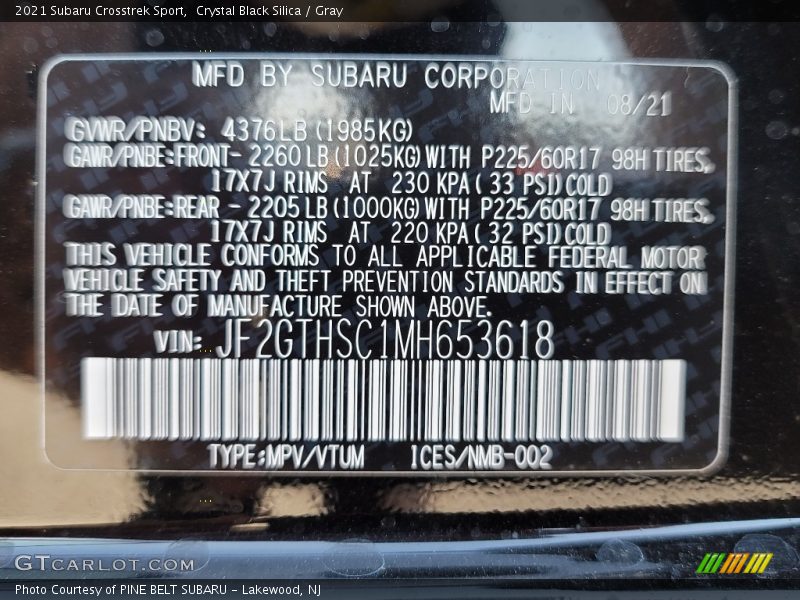 2021 Subaru Crosstrek Sport, Crystal Black Silica / Gray
MFD BY SUBARU CORPORATION
MFD IN 08/21
GVWR/PNBV: 4376LB (1985KG)
GAWR/PNBE:FRONT- 2260 LB (1025KG) WITH P225/60R17 98H TIRES,
17X7J RIMS AT 230 KPA ( 33 PSI) COLD
GAWR/PNBE:REAR - 2205 LB (1000KG) WITH P225/60R17 98H TIRES,
17X7J RIMS AT 220 KPA ( 32 PSI) COLD
THIS VEHICLE CONFORMS TO ALL APPLICABLE FEDERAL MOTOR
VEHICLE SAFETY AND THEFT PREVENTION STANDARDS IN EFFECT ON
THE DATE OF MANUFACTURE SHOWN ABOVE.
VIN: JF2GTHSC1MH653618
TYPE:MPV/VTUM ICES/NMB-002
GTCARLOT.COM
Photo Courtesy of PINE BELT SUBARU - Lakewood, NJ